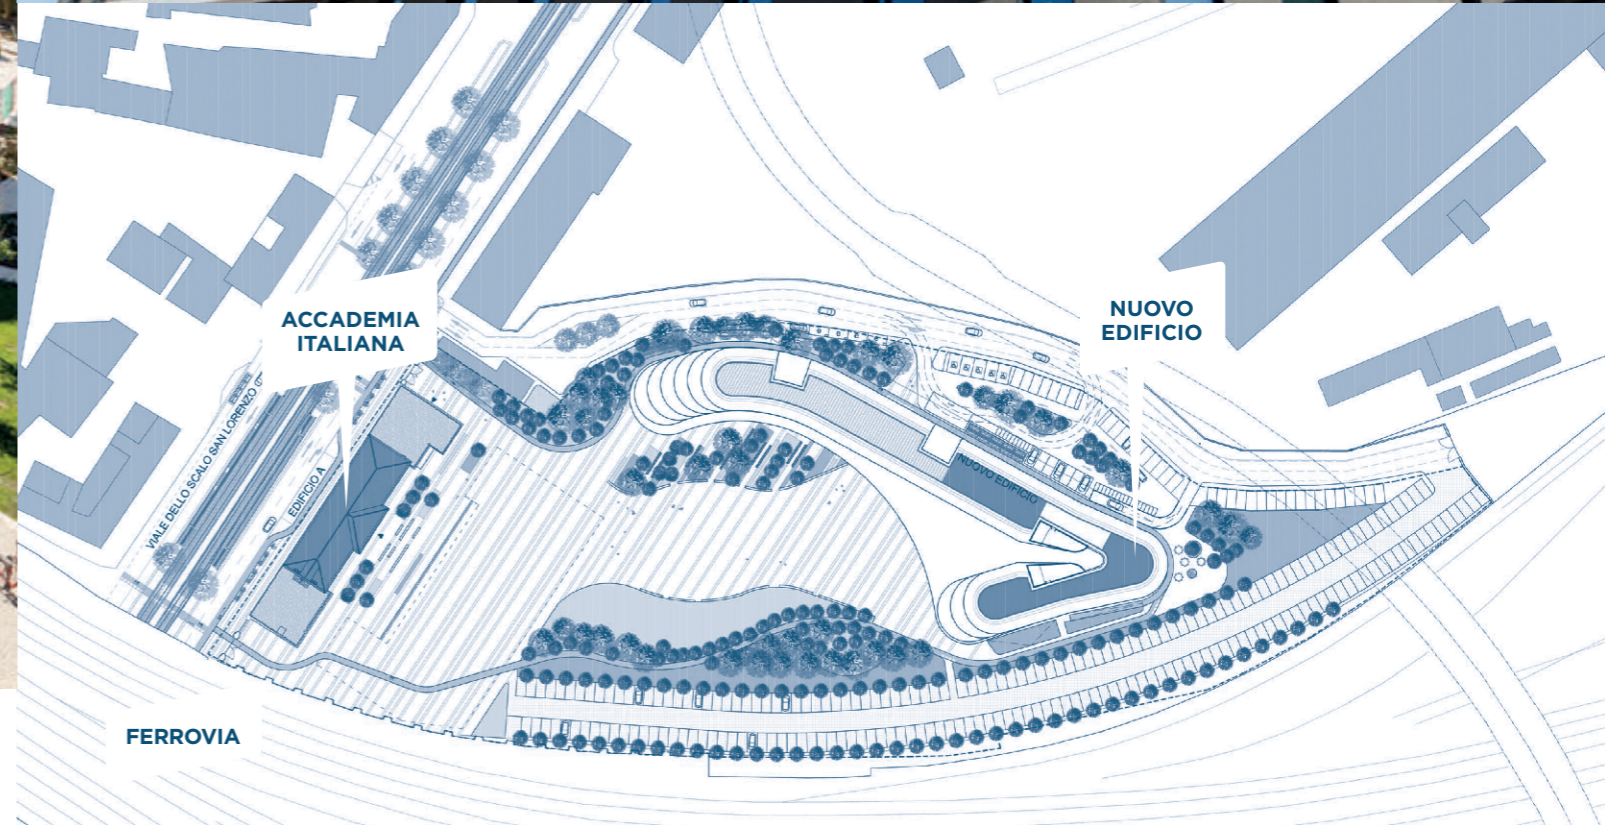 ACCADEMIA
ITALIANA
NUOVO
EDIFICIO
VIALE DELLO SCALO SAN LORENZO
EDIFICIO A
NUOVO EDIFICIO
FERROVIA